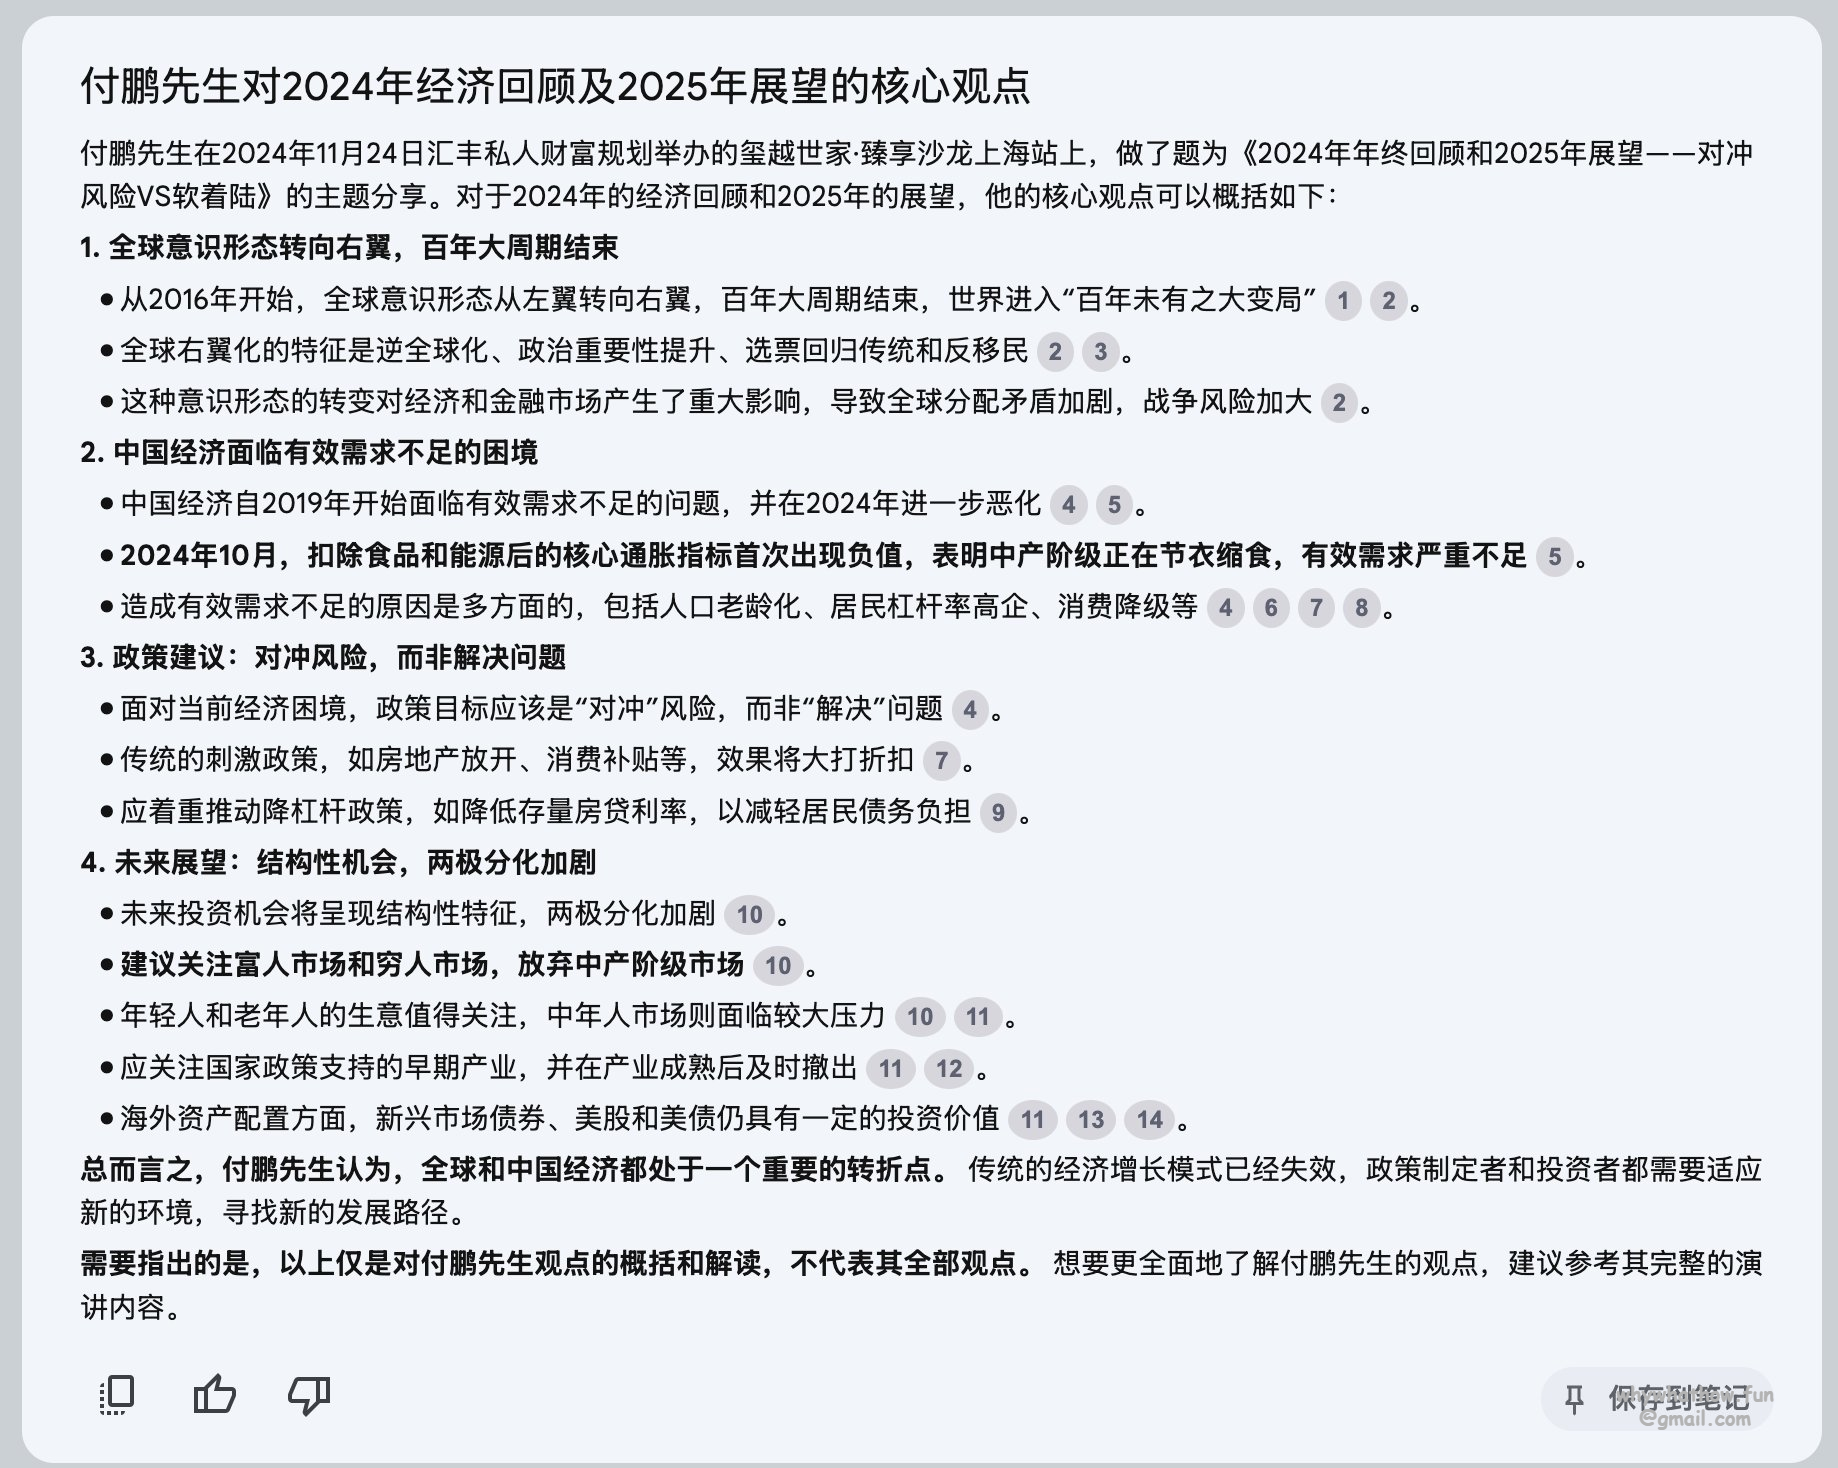 付鹏先生对2024年经济回顾及2025年展望的核心观点
付鹏先生在2024年11月24日汇丰私人财富规划举办的玺越世家·臻享沙龙上海站上，做了题为《2024年年终回顾和2025年展望——对冲
风险VS软着陆》的主题分享。对于2024年的经济回顾和2025年的展望，他的核心观点可以概括如下：
1. 全球意识形态转向右翼，百年大周期结束
● 从2016年开始，全球意识形态从左翼转向右翼，百年大周期结束，世界进入“百年未有之大变局” 1 2 。
● 全球右翼化的特征是逆全球化、政治重要性提升、选票回归传统和反移民 2 3 。
● 这种意识形态的转变对经济和金融市场产生了重大影响，导致全球分配矛盾加剧，战争风险加大 2 。
2. 中国经济面临有效需求不足的困境
● 中国经济自2019年开始面临有效需求不足的问题，并在2024年进一步恶化 4 5 。
● 2024年10月，扣除食品和能源后的核心通胀指标首次出现负值，表明中产阶级正在节衣缩食，有效需求严重不足 5 。
● 造成有效需求不足的原因是多方面的，包括人口老龄化、居民杠杆率高企、消费降级等 4 6 7 8 。
3. 政策建议：对冲风险，而非解决问题
● 面对当前经济困境，政策目标应该是“对冲”风险，而非“解决”问题 4 。
● 传统的刺激政策，如房地产放开、消费补贴等，效果将大打折扣 7 。
● 应着重推动降杠杆政策，如降低存量房贷利率，以减轻居民债务负担 9 。
4. 未来展望：结构性机会，两极分化加剧
● 未来投资机会将呈现结构性特征，两极分化加剧 10 。
● 建议关注富人市场和穷人市场，放弃中产阶级市场 10 。
● 年轻人和老年人的生意值得关注，中年人市场则面临较大压力 10 11 。
● 应关注国家政策支持的早期产业，并在产业成熟后及时撤出 11 12 。
● 海外资产配置方面，新兴市场债券、美股和美债仍具有一定的投资价值 11 13 14 。
总而言之，付鹏先生认为，全球和中国经济都处于一个重要的转折点。 传统的经济增长模式已经失效，政策制定者和投资者都需要适应
新的环境，寻找新的发展路径。
需要指出的是，以上仅是对付鹏先生观点的概括和解读，不代表其全部观点。 想要更全面地了解付鹏先生的观点，建议参考其完整的演
讲内容。
保存到笔记
@gmail.com